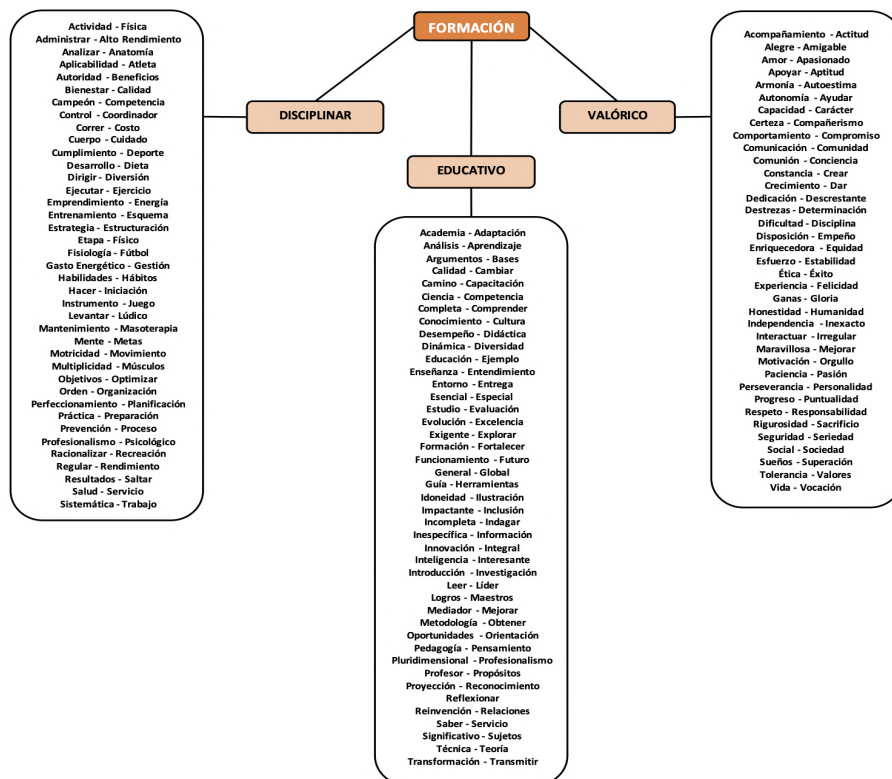 FORMACIÓN
DISCIPLINAR
Actividad - Física
Administrar - Alto Rendimiento
Analizar - Anatomía
Aplicabilidad - Atleta
Autoridad - Beneficios
Bienestar - Calidad
Campeón - Competencia
Control - Coordinador
Correr - Costo
Cuerpo - Cuidado
Cumplimiento - Deporte
Desarrollo - Dieta
Dirigir - Diversión
Ejecutar - Ejercicio
Emprendimiento - Energía
Entrenamiento - Esquema
Estrategia - Estructuración
Etapa - Físico
Fisiología - Fútbol
Gasto Energético - Gestión
Habilidades - Hábitos
Hacer - Iniciación
Instrumento - Juego
Levantar - Lúdico
Mantenimiento - Masoterapia
Mente - Metas
Motricidad - Movimiento
Multiplicidad - Músculos
Objetivos - Optimizar
Orden - Organización
Perfeccionamiento - Planificación
Práctica - Preparación
Prevención - Proceso
Profesionalismo - Psicológico
Racionalizar - Recreación
Regular - Rendimiento
Resultados - Saltar
Salud - Servicio
Sistemática - Trabajo
EDUCATIVO
Academia - Adaptación
Análisis - Aprendizaje
Argumentos - Bases
Calidad - Cambiar
Camino - Capacitación
Ciencia - Competencia
Completa - Comprender
Conocimiento - Cultura
Desempeño - Didáctica
Dinámica - Diversidad
Educación - Ejemplo
Enseñanza - Entendimiento
Entorno - Entrega
Esencial - Especial
Estudio - Evaluación
Evolución - Excelencia
Exigente - Explorar
Formación - Fortalecer
Funcionamiento - Futuro
General - Global
Guía - Herramientas
Idoneidad - Ilustración
Impactante - Inclusión
Incompleta - Indagar
Inespecífica - Información
Innovación - Integral
Inteligencia - Interesante
Introducción - Investigación
Leer - Líder
Logros - Maestros
Mediador - Mejorar
Metodología - Obtener
Oportunidades - Orientación
Pedagogía - Pensamiento
Pluridimensional - Profesionalismo
Profesor - Propósitos
Proyección - Reconocimiento
Reflexionar
Reinvención - Relaciones
Saber - Servicio
Significativo - Sujetos
Técnica - Teoría
Transformación - Transmitir
VALÓRICO
Acompañamiento - Actitud
Alegre - Amigable
Amor - Apasionado
Apoyar - Aptitud
Armonía - Autoestima
Autonomía - Ayudar
Capacidad - Carácter
Certeza - Compañerismo
Comportamiento - Compromiso
Comunicación - Comunidad
Comunión - Conciencia
Constancia - Crear
Crecimiento - Dar
Dedicación - Descrestante
Destrezas - Determinación
Dificultad - Disciplina
Disposición - Empeño
Enriquecedora - Equidad
Esfuerzo - Estabilidad
Ética - Éxito
Experiencia - Felicidad
Ganas - Gloria
Honestidad - Humanidad
Independencia - Inexacto
Interactuar - Irregular
Maravillosa - Mejorar
Motivación - Orgullo
Paciencia - Pasión
Perseverancia - Personalidad
Progreso - Puntualidad
Respeto - Responsabilidad
Rigurosidad - Sacrificio
Seguridad - Seriedad
Social - Sociedad
Sueños - Superación
Tolerancia - Valores
Vida - Vocación